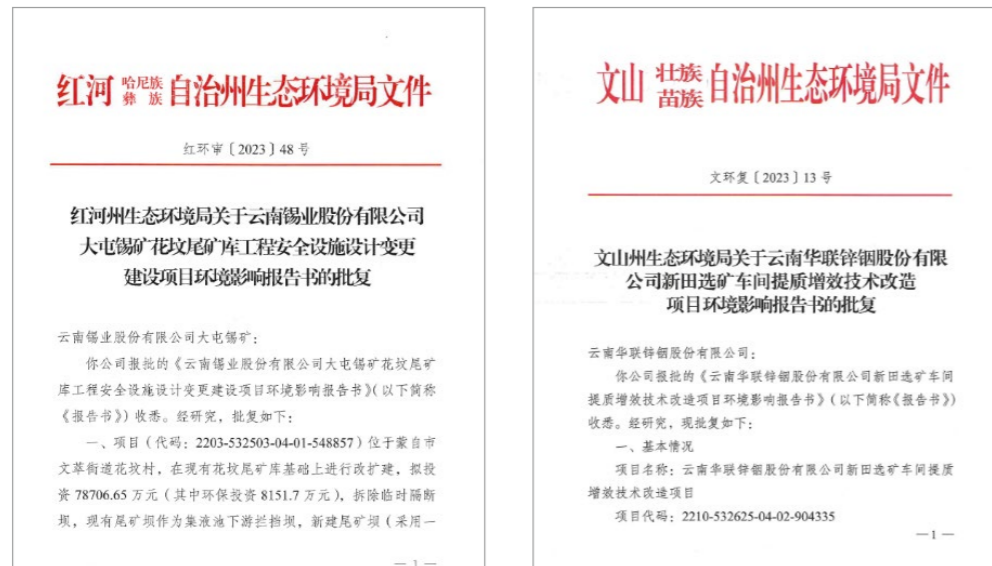 红河 哈尼族彝族 自治州生态环境局文件
红环审〔2023〕48号
红河州生态环境局关于云南锡业股份有限公司
大屯锡矿花坟尾矿库工程安全设施设计变更
建设项目环境影响报告书的批复
云南锡业股份有限公司大屯锡矿：
你公司报批的《云南锡业股份有限公司大屯锡矿花坟尾矿
库工程安全设施设计变更建设项目环境影响报告书》（以下简称
《报告书》）收悉。经研究，批复如下：
一、项目（代码：2203-532503-04-01-548857）位于蒙自市
文萃街道花坟村，在现有花坟尾矿库基础上进行改扩建，拟投
资 78706.65 万元（其中环保投资 8151.7 万元），拆除临时隔断
坝，现有尾矿坝作为集液池下游拦挡坝，新建尾矿坝（采用一
— 1 —
文山 壮族苗族 自治州生态环境局文件
文环复〔2023〕13号
文山州生态环境局关于云南华联锌铟股份有限
公司新田选矿车间提质增效技术改造
项目环境影响报告书的批复
云南华联锌铟股份有限公司：
你公司报批的《云南华联锌铟股份有限公司新田选矿车间
提质增效技术改造项目环境影响报告书》（以下简称《报告书》）
收悉。经研究，现批复如下：
一、基本情况
项目名称：云南华联锌铟股份有限公司新田选矿车间提质
增效技术改造项目
项目代码：2210-532625-04-02-904335
—1—